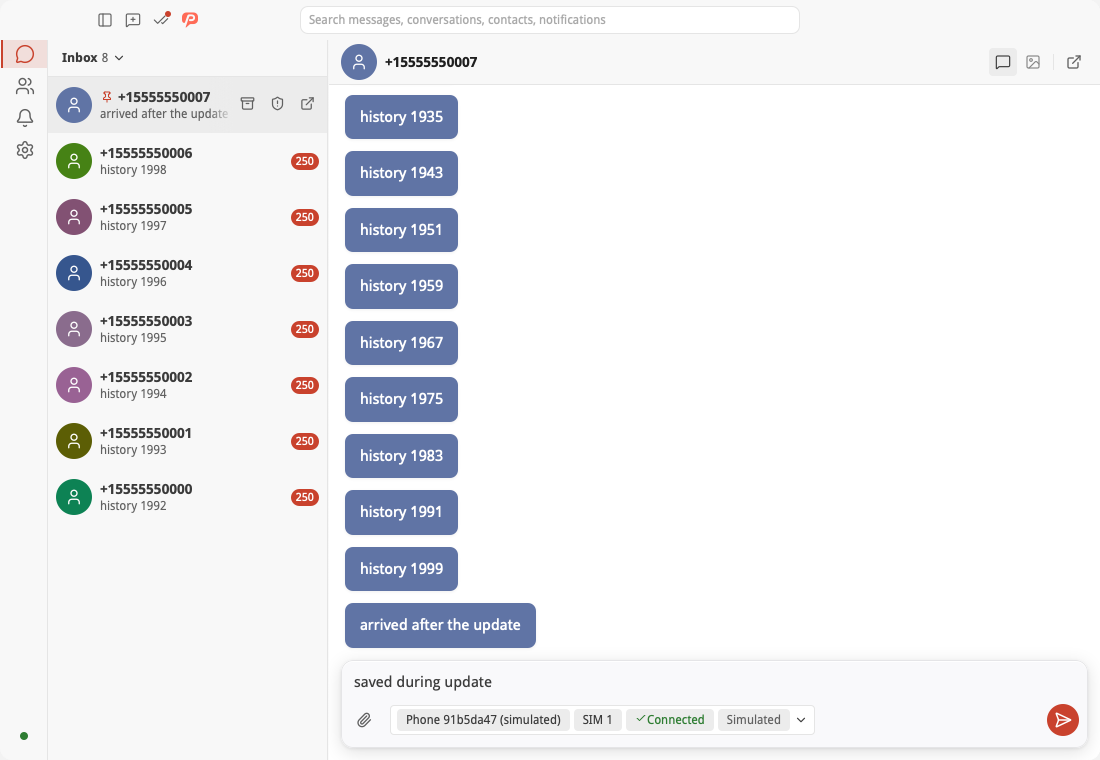 Search messages, conversations, contacts, notifications
Inbox 8
+15555550007
arrived after the update
+15555550006
history 1998
250
+15555550005
history 1997
250
+15555550004
history 1996
250
+15555550003
history 1995
250
+15555550002
history 1994
250
+15555550001
history 1993
250
+15555550000
history 1992
250
+15555550007
history 1935
history 1943
history 1951
history 1959
history 1967
history 1975
history 1983
history 1991
history 1999
arrived after the update
saved during update
Phone 91b5da47 (simulated) SIM 1 Connected Simulated